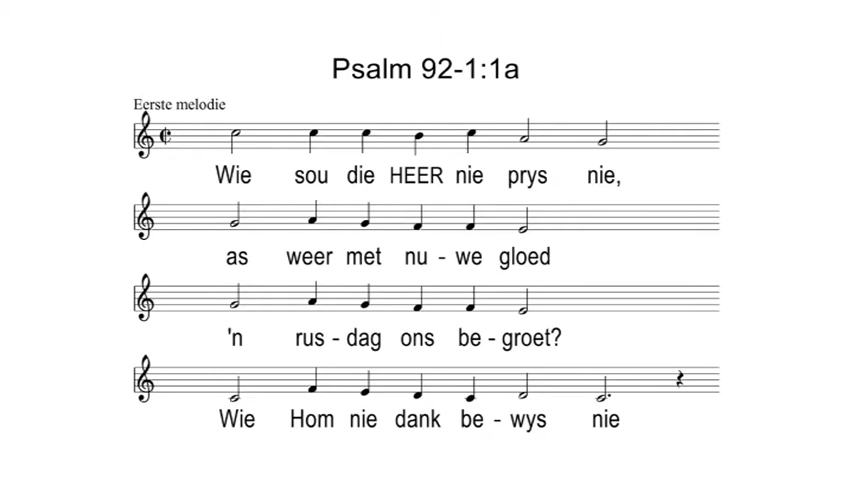 Psalm 92-1:1a
Eerste melodie
Wie sou die HEER nie prys nie,
as weer met nu - we gloed
'n rus - dag ons be - groet?
Wie Hom nie dank be - wys nie